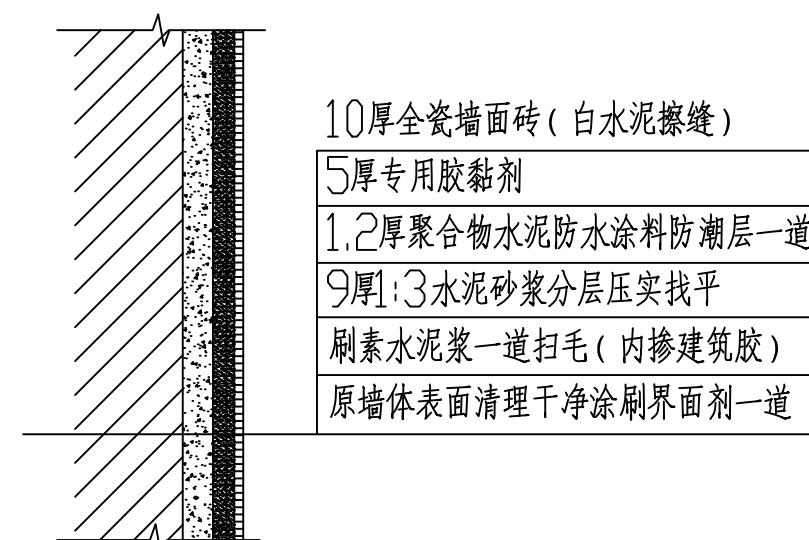 10厚全瓷墙面砖(白水泥擦缝)
5厚专用胶黏剂
1.2厚聚合物水泥防水涂料防潮层一道
9厚1:3水泥砂浆分层压实找平
刷素水泥浆一道扫毛(内掺建筑胶)
原墙体表面清理干净涂刷界面剂一道